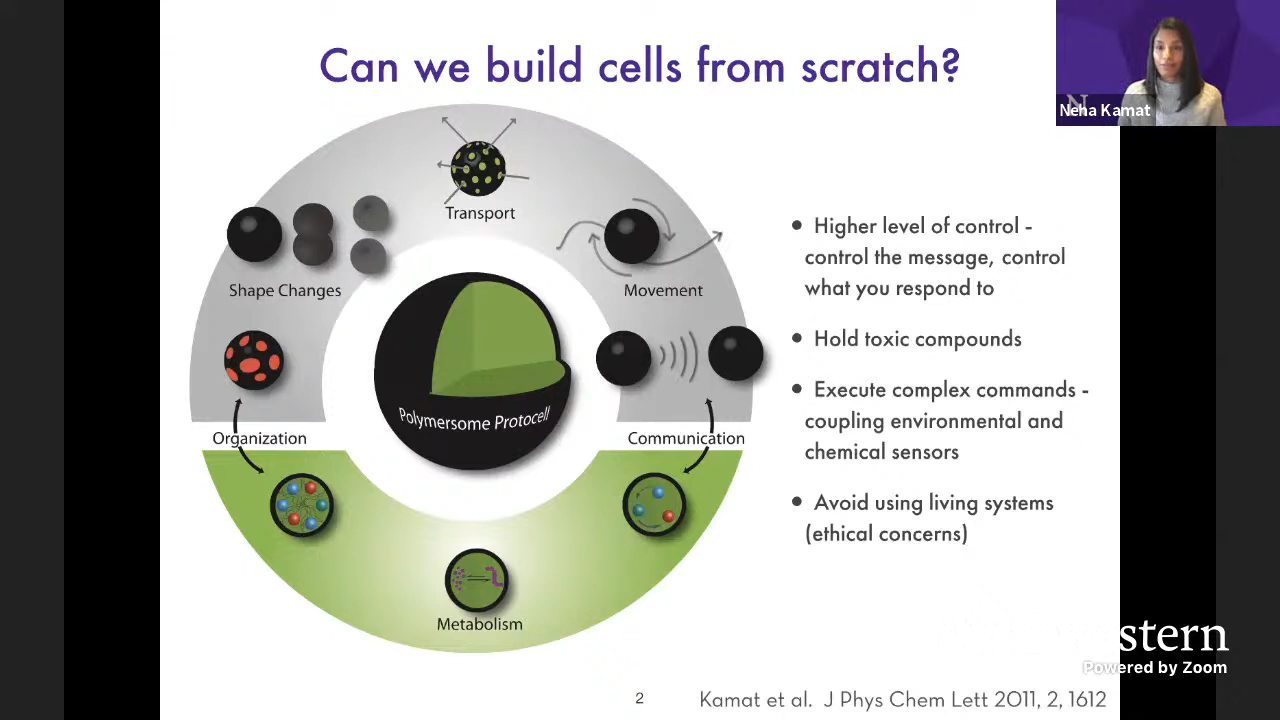 Can we build cells from scratch?
N
Neha Kamat
Transport
Shape Changes
Movement
Polymersome Protocell
Organization
Communication
Metabolism
• Higher level of control -
control the message, control
what you respond to
• Hold toxic compounds
• Execute complex commands -
coupling environmental and
chemical sensors
• Avoid using living systems
(ethical concerns)
stern
Powered by Zoom
2
Kamat et al. J Phys Chem Lett 2011, 2, 1612